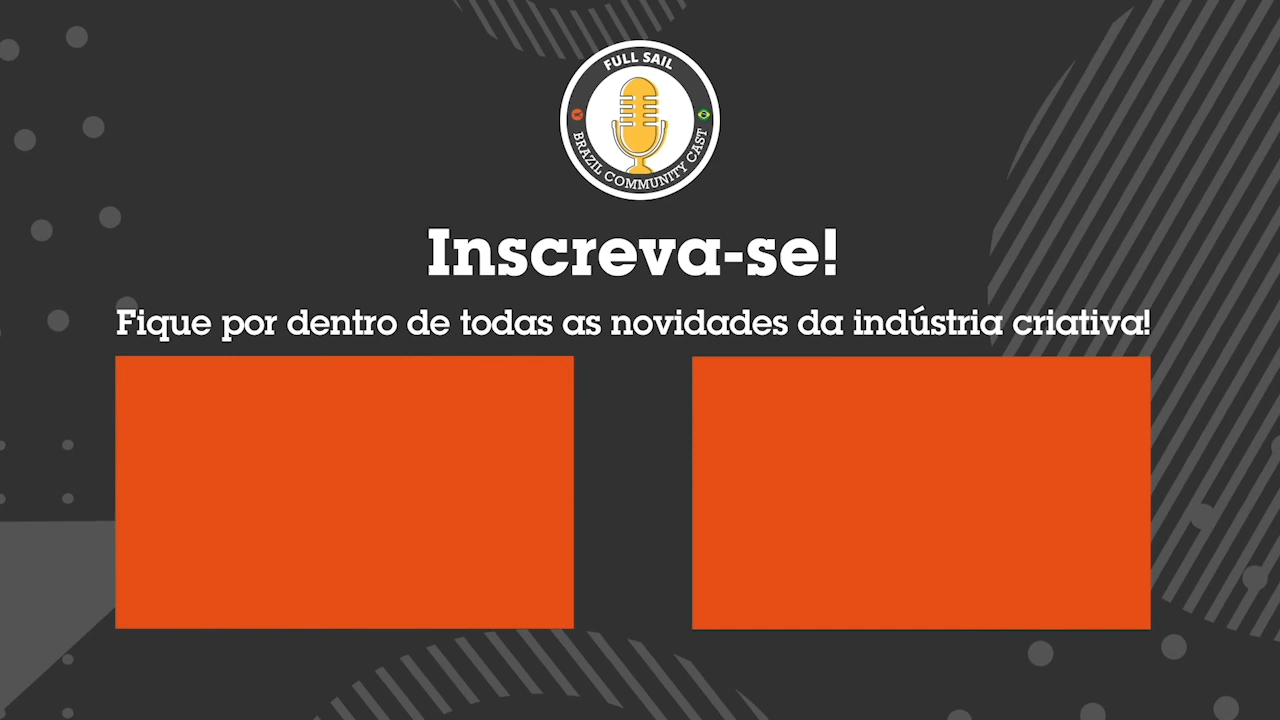 FULL SAIL
BRAZIL COMMUNITY CAST
Inscreva-se!
Fique por dentro de todas as novidades da indústria criativa!